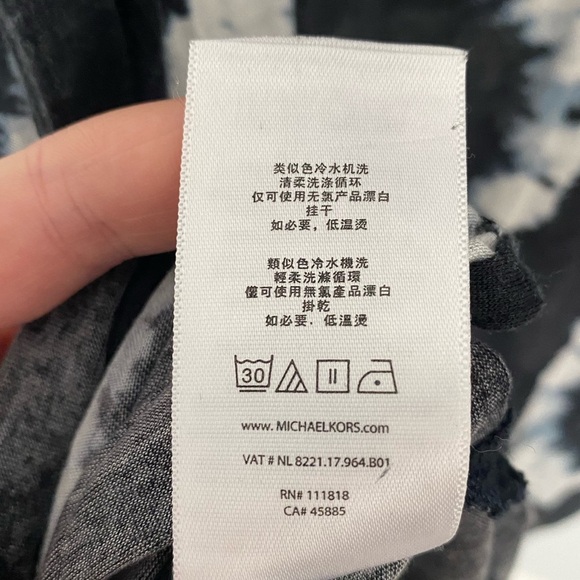 类似色冷水机洗
清柔洗涤循环
仅可使用无氯产品漂白
挂干
如必要，低温烫
類似色冷水機洗
輕柔洗滌循環
僅可使用無氯產品漂白
掛乾
如必要．低溫燙
30
www. MICHAELKORS.com
VAT # NL 8221.17.964.B01
RN# 111818
CA# 45885